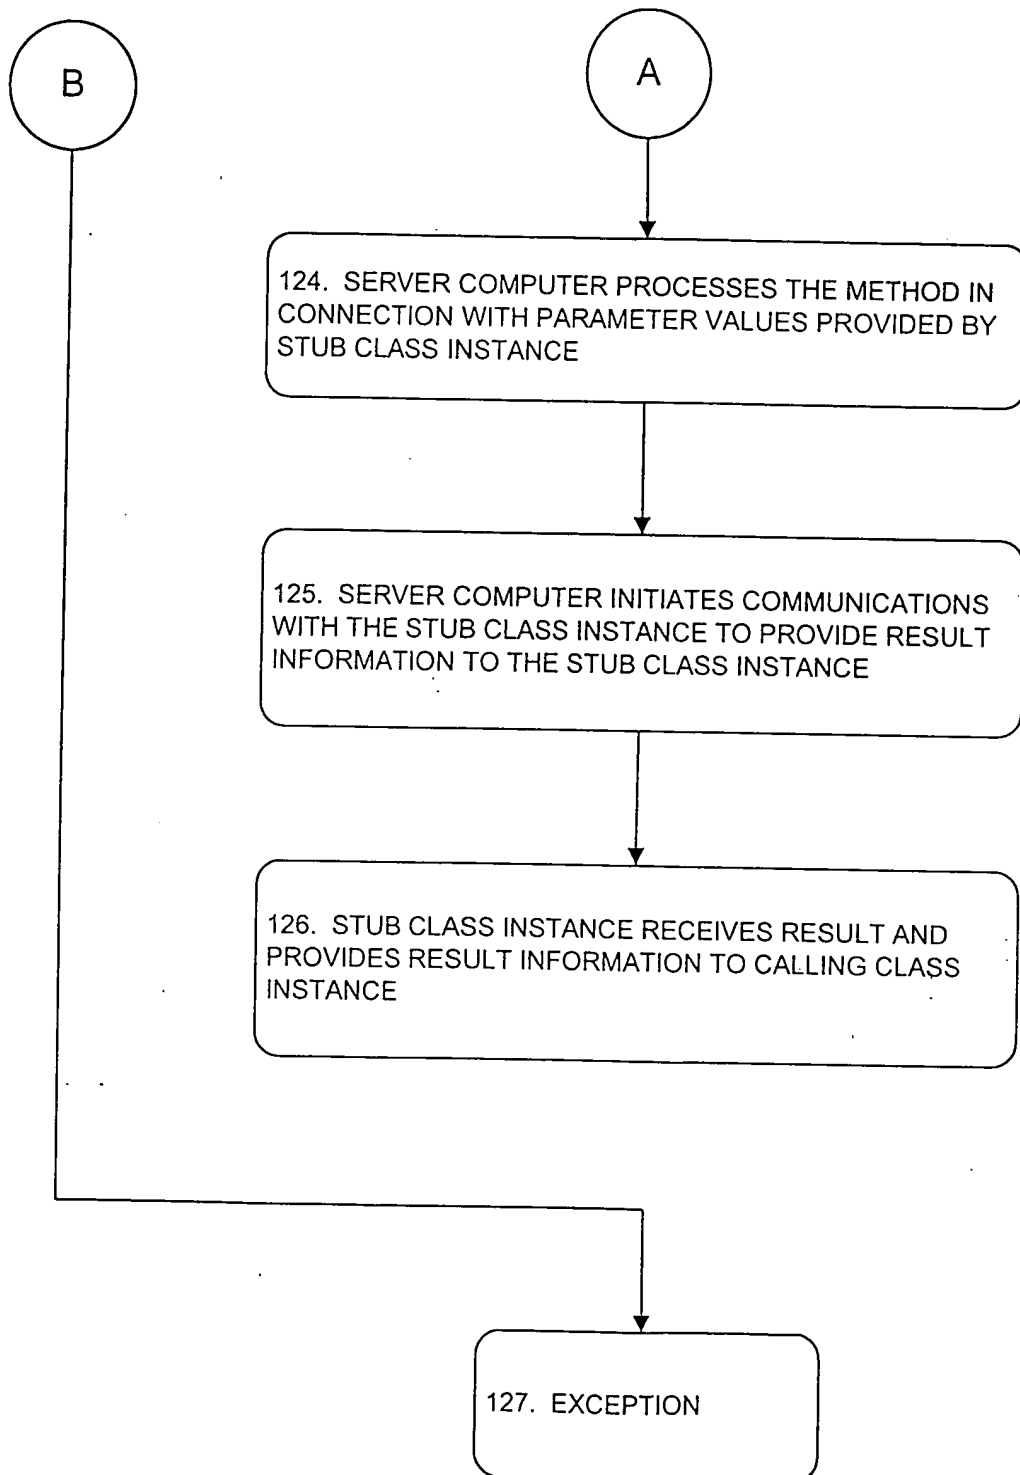 B
A
124. SERVER COMPUTER PROCESSES THE METHOD IN
CONNECTION WITH PARAMETER VALUES PROVIDED BY
STUB CLASS INSTANCE
125. SERVER COMPUTER INITIATES COMMUNICATIONS
WITH THE STUB CLASS INSTANCE TO PROVIDE RESULT
INFORMATION TO THE STUB CLASS INSTANCE
126. STUB CLASS INSTANCE RECEIVES RESULT AND
PROVIDES RESULT INFORMATION TO CALLING CLASS
INSTANCE
127. EXCEPTION